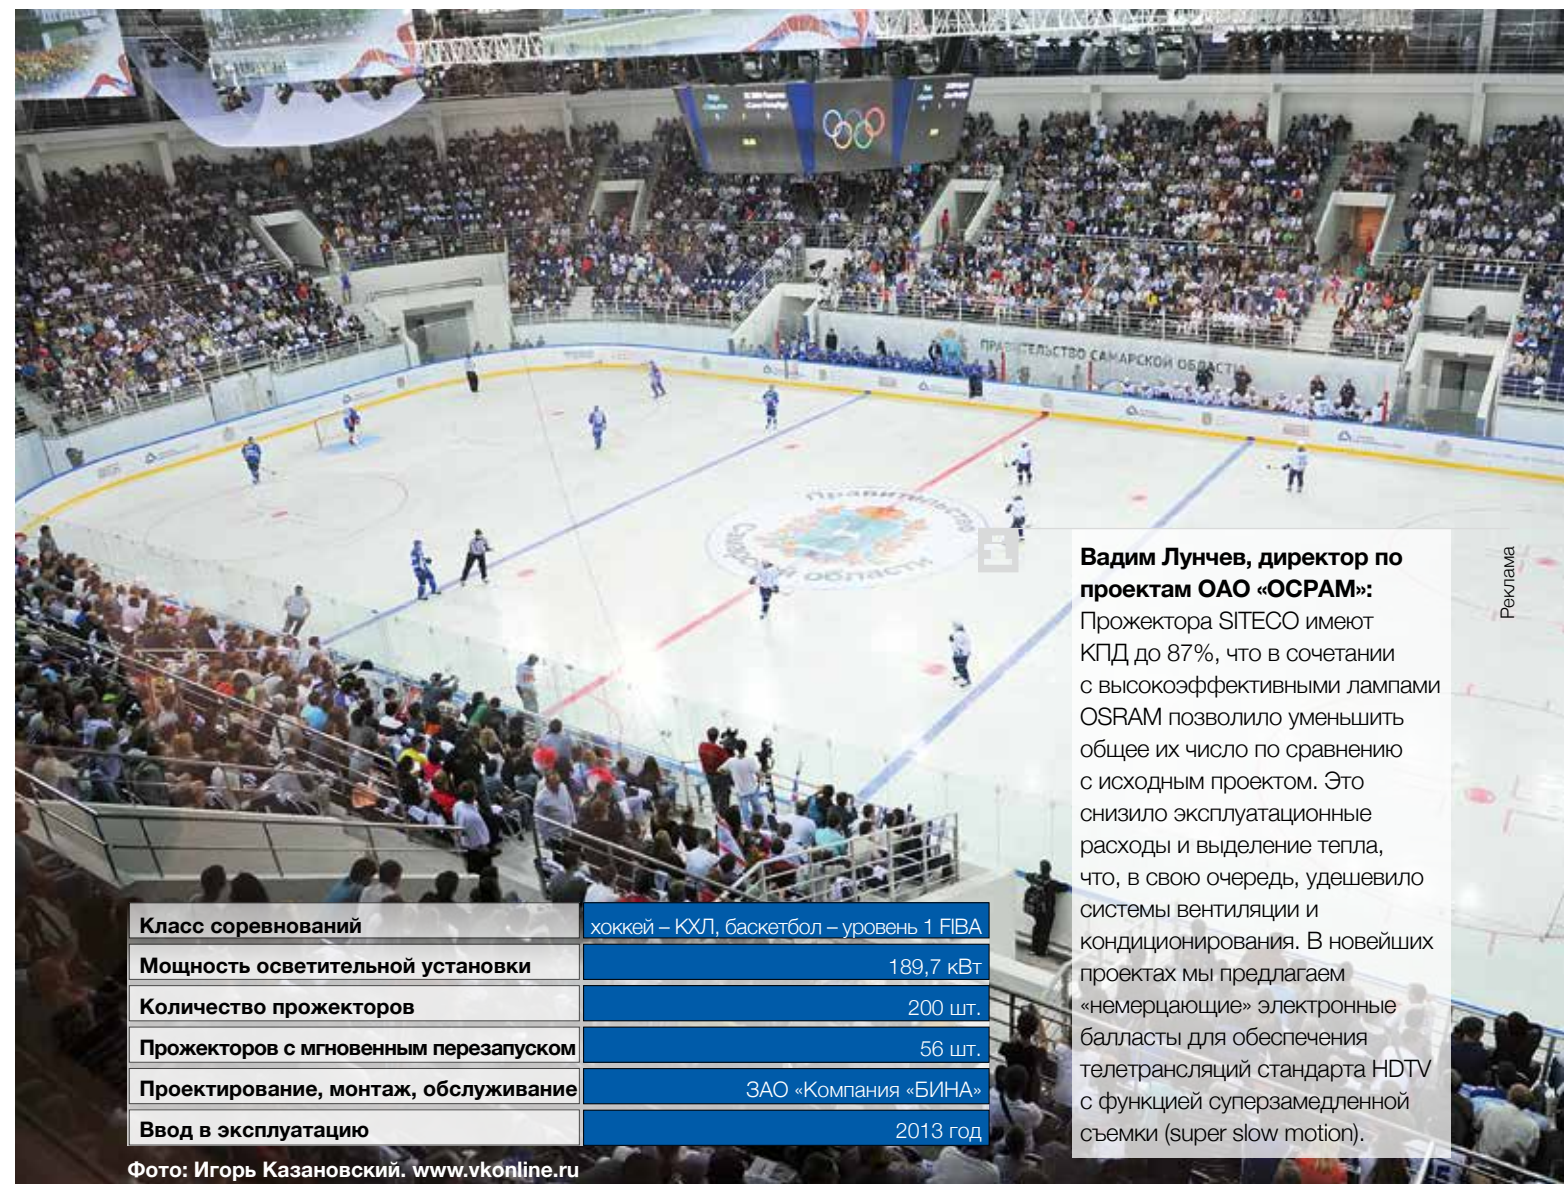 ПРАВИТЕЛЬСТВО САМАРСКОЙ ОБЛАСТИ
Правительство
Самарской области
Вадим Лунчев, директор по
проектам ОАО «ОСРАМ»:
Прожектора SITECO имеют
КПД до 87%, что в сочетании
с высокоэффективными лампами
OSRAM позволило уменьшить
общее их число по сравнению
с исходным проектом. Это
снизило эксплуатационные
расходы и выделение тепла,
что, в свою очередь, удешевило
системы вентиляции и
кондиционирования. В новейших
проектах мы предлагаем
«немерцающие» электронные
балласты для обеспечения
телетрансляций стандарта HDTV
с функцией суперзамедленной
съемки (super slow motion).
Реклама
Класс соревнований хоккей – КХЛ, баскетбол – уровень 1 FIBA
Мощность осветительной установки 189,7 кВт
Количество прожекторов 200 шт.
Прожекторов с мгновенным перезапуском 56 шт.
Проектирование, монтаж, обслуживание ЗАО «Компания «БИНА»
Ввод в эксплуатацию 2013 год
Фото: Игорь Казановский. www.vkonline.ru